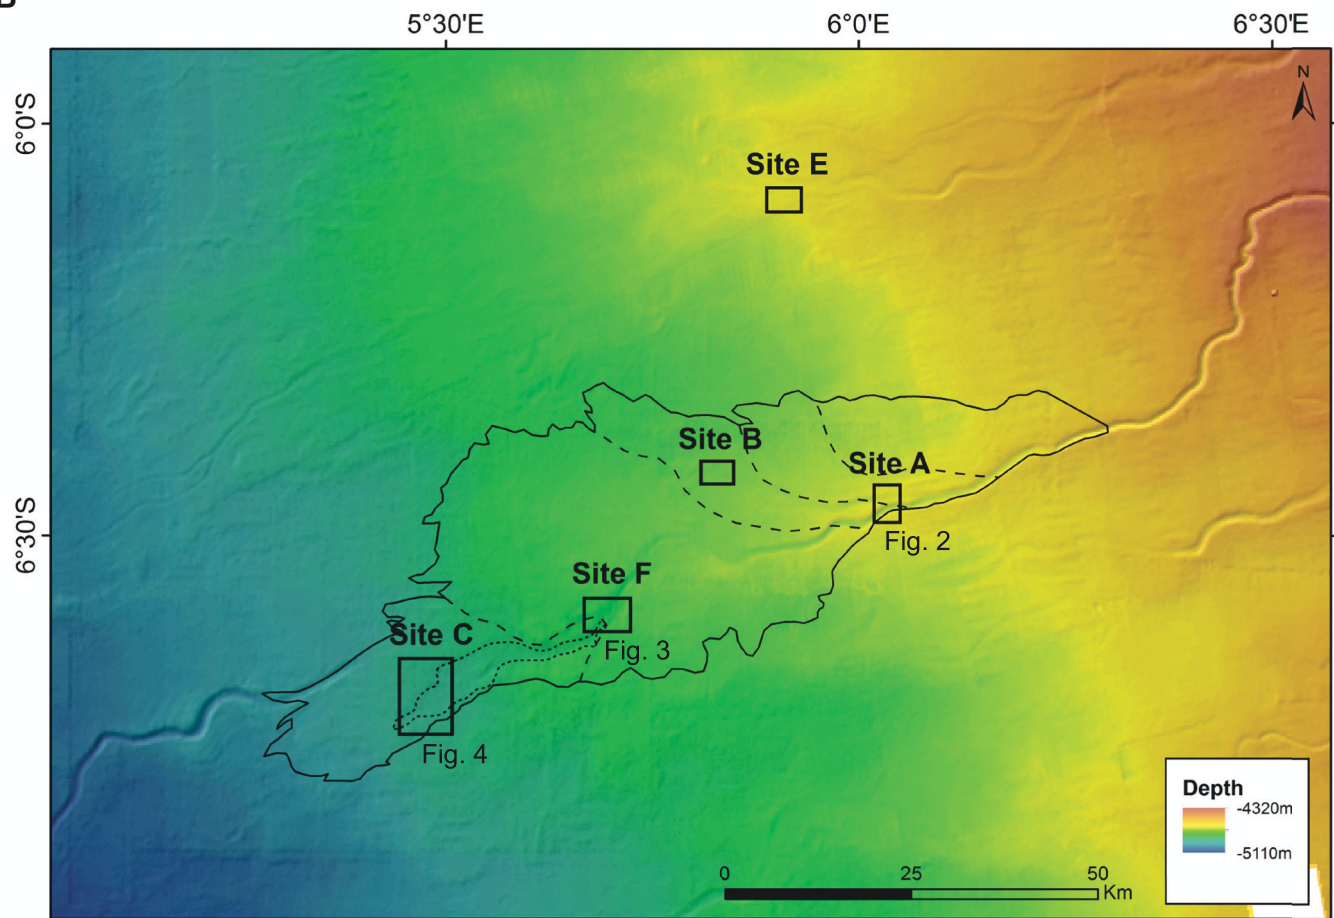 5°30'E
6°0'E
6°30'E
N
6°0'S
Site E
Site B
Site A
Fig. 2
6°30'S
Site F
Fig. 3
Site C
Fig. 4
Depth
-4320m
-5110m
0
25
50
Km